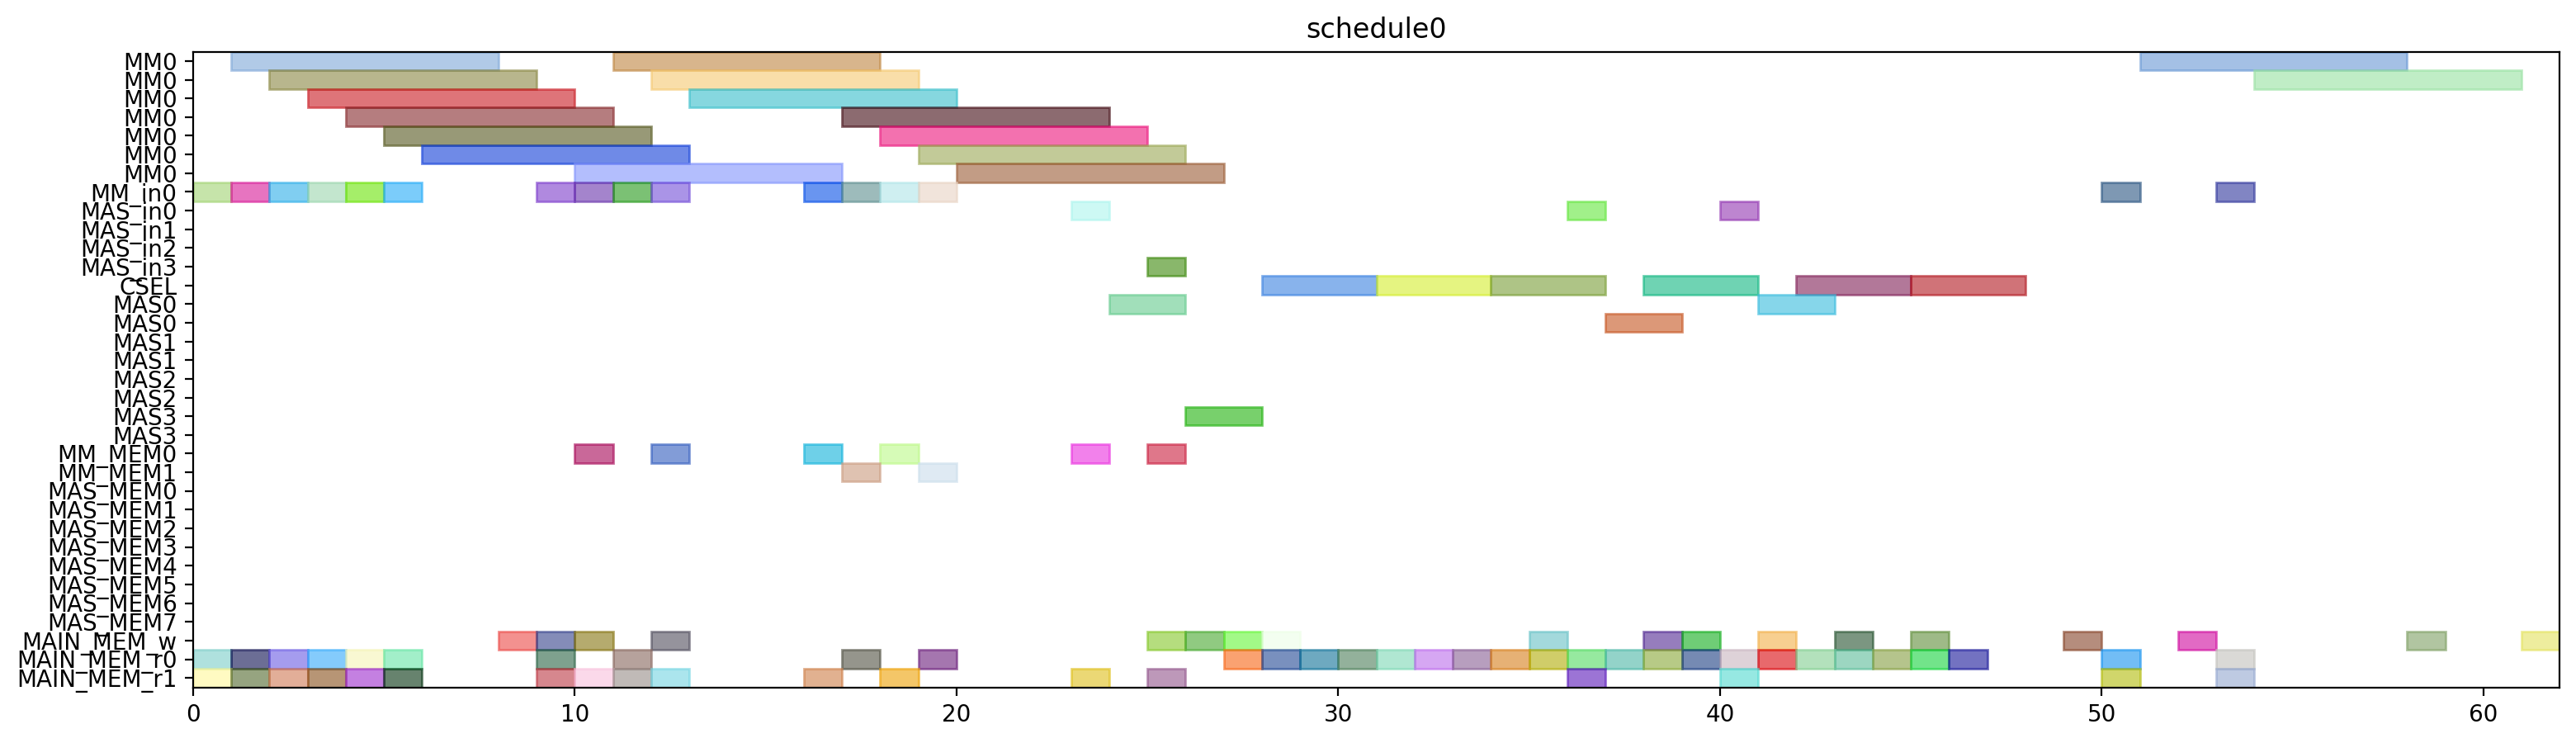 schedule0
MM0
MM0
MM0
MM0
MM0
MM0
MM0
MM_in0
MAS_in0
MAS_in1
MAS_in2
MAS_in3
CSEL
MAS0
MAS0
MAS1
MAS1
MAS2
MAS2
MAS3
MAS3
MM_MEM0
MM_MEM1
MAS_MEM0
MAS_MEM1
MAS_MEM2
MAS_MEM3
MAS_MEM4
MAS_MEM5
MAS_MEM6
MAS_MEM7
MAIN_MEM_w
MAIN_MEM_r0
MAIN_MEM_r1
0 10 20 30 40 50 60